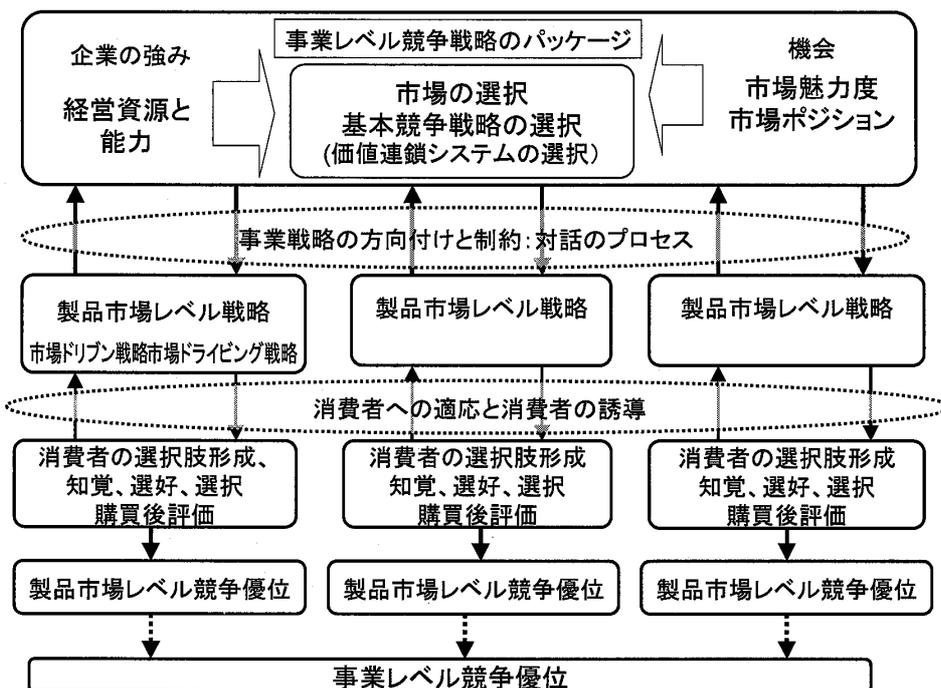 事業レベル競争戦略のパッケージ
企業の強み
経営資源と
能力
市場の選択
基本競争戦略の選択
(価値連鎖システムの選択)
機会
市場魅力度
市場ポジション
事業戦略の方向付けと制約:対話のプロセス
製品市場レベル戦略
市場ドリブン戦略市場ドライビング戦略
製品市場レベル戦略
製品市場レベル戦略
消費者への適応と消費者の誘導
消費者の選択肢形成、
知覚、選好、選択
購買後評価
消費者の選択肢形成
知覚、選好、選択
購買後評価
消費者の選択肢形成
知覚、選好、選択
購買後評価
製品市場レベル競争優位
製品市場レベル競争優位
製品市場レベル競争優位
事業レベル競争優位